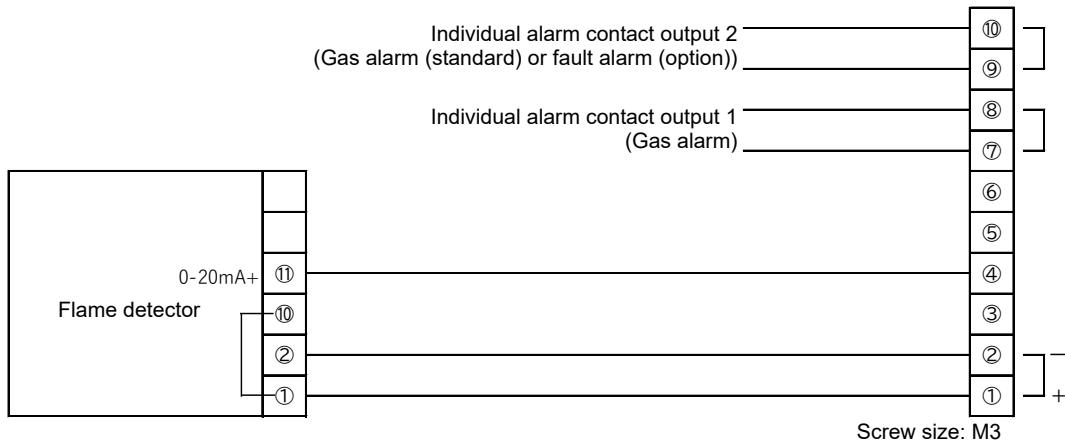 Individual alarm contact output 2
(Gas alarm (standard) or fault alarm (option))
Individual alarm contact output 1
(Gas alarm)
⑩
⑨
⑧
⑦
⑥
⑤
④
③
②
①
−
+
Flame detector
0-20mA+
⑪
⑩
②
①
Screw size: M3